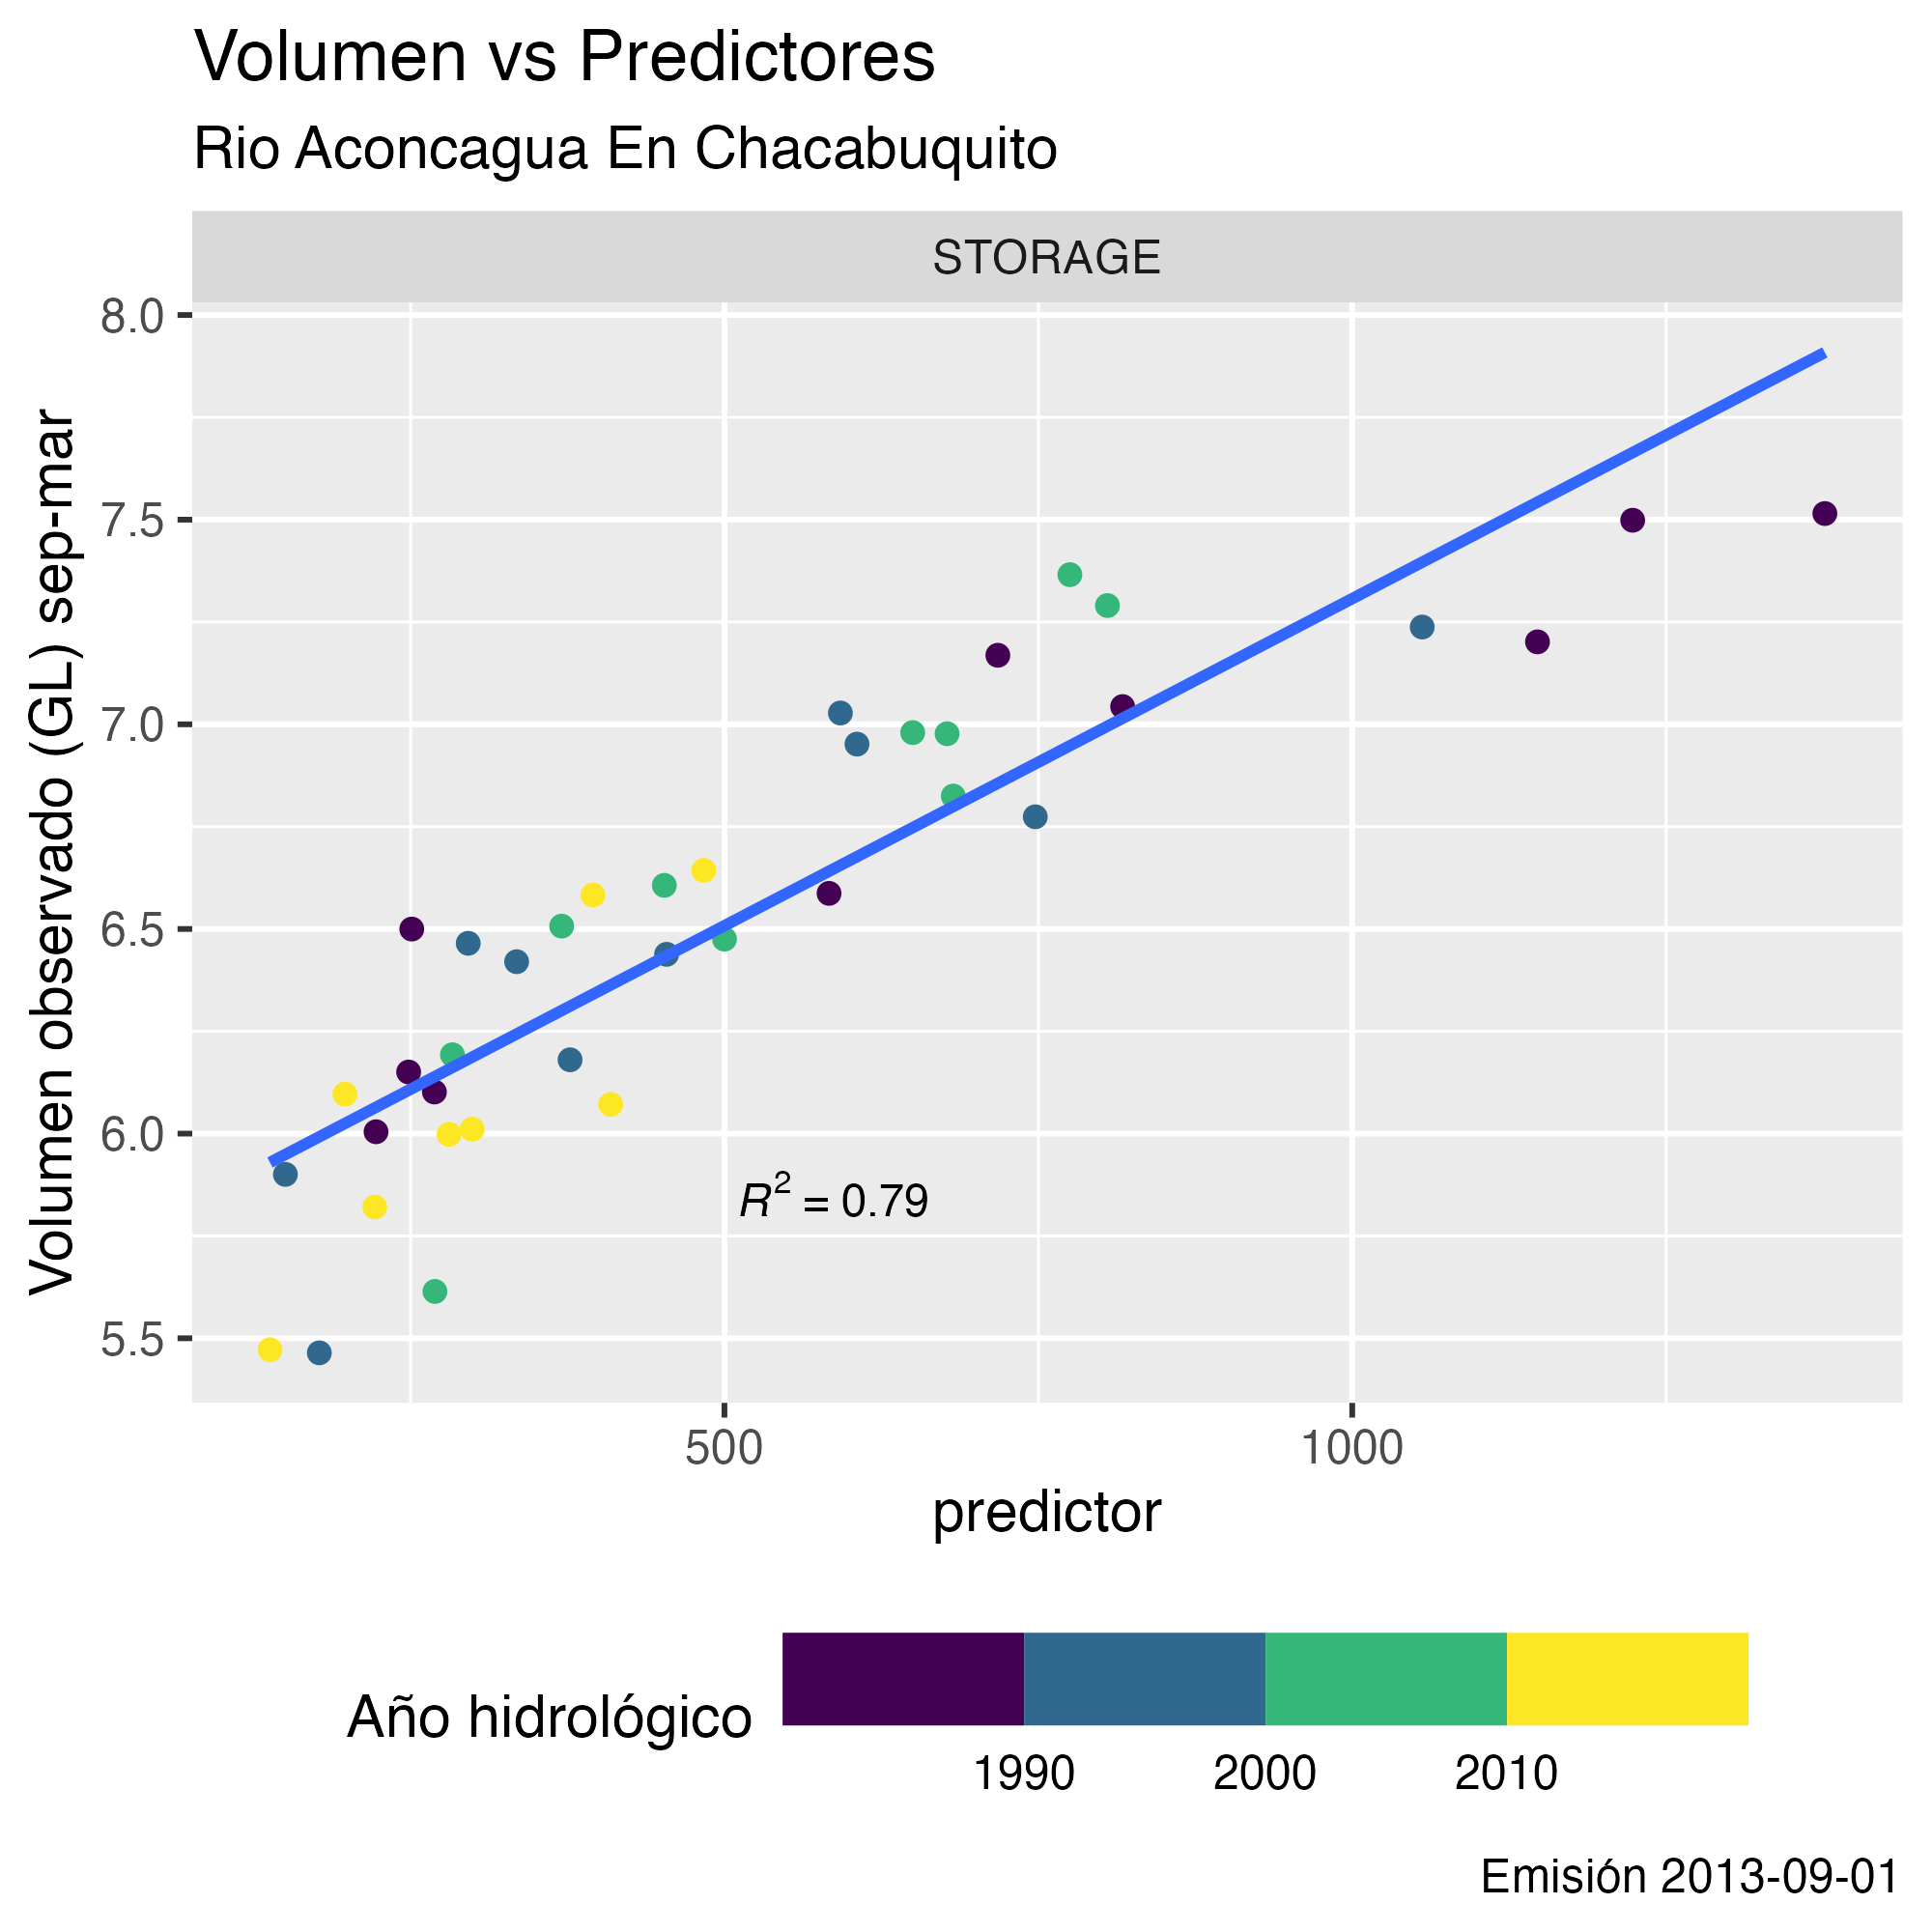 Volumen vs Predictores
Rio Aconcagua En Chacabuquito
STORAGE
Volumen observado (GL) sep-mar
8.0
7.5
7.0
6.5
6.0
5.5
R² = 0.79
500 1000
predictor
Año hidrológico
1990 2000 2010
Emisión 2013-09-01